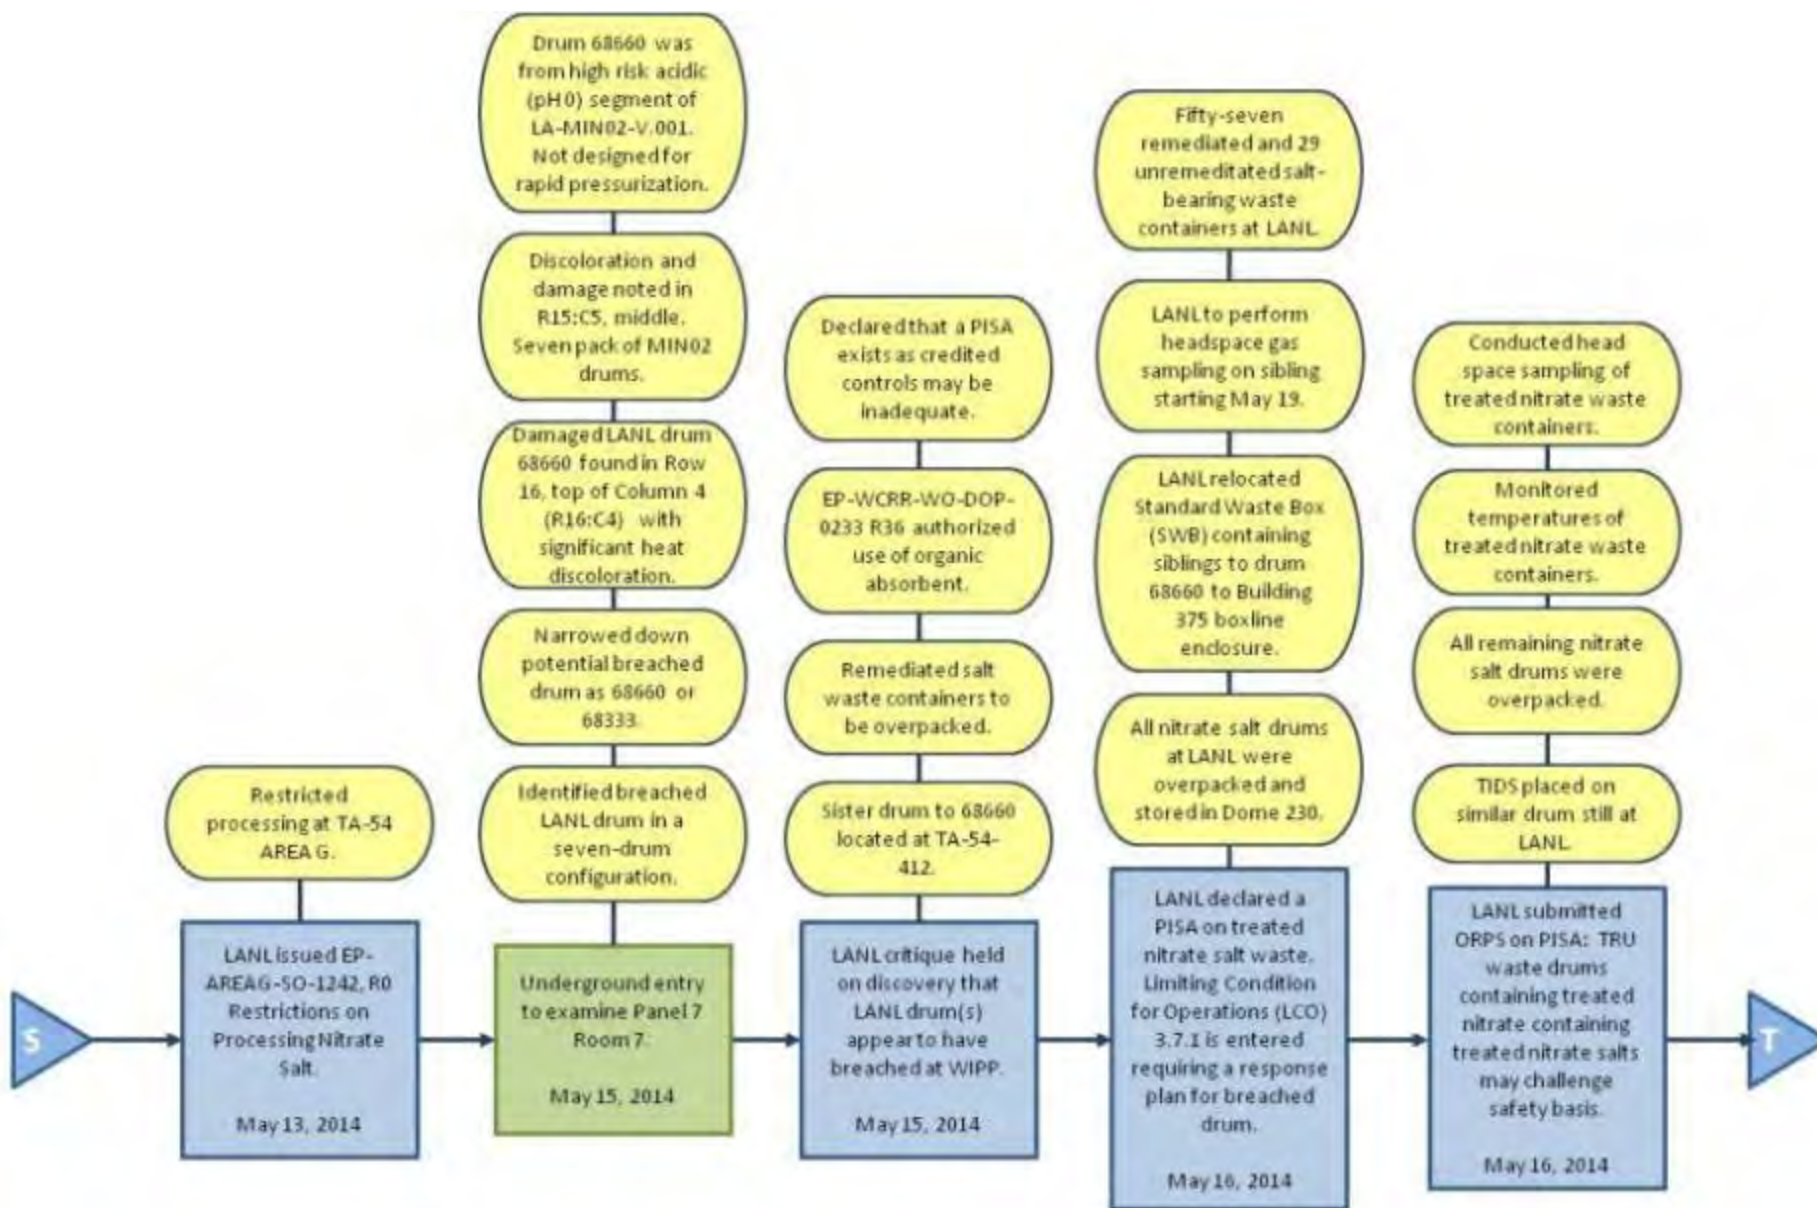 S
Restricted
processing at TA-54
AREA G.
LANL issued EP-
AREAG-SO-1242, R0
Restrictions on
Processing Nitrate
Salt.
May 13, 2014
Drum 68660 was
from high risk acidic
(pH0) segment of
LA-MIN02-V.001.
Not designed for
rapid pressurization.
Discoloration and
damage noted in
R15:C5, middle.
Seven pack of MIN02
drums.
Damaged LANL drum
68660 found in Row
16, top of Column 4
(R16:C4) with
significant heat
discoloration.
Narrowed down
potential breached
drum as 68660 or
68333.
Identified breached
LANL drum in a
seven-drum
configuration.
Underground entry
to examine Panel 7
Room 7.
May 15, 2014
Declared that a PISA
exists as credited
controls may be
inadequate.
EP-WCRR-WO-DOP-
0233 R36 authorized
use of organic
absorbent.
Remediated salt
waste containers to
be overpacked.
Sister drum to 68660
located at TA-54-
412.
LANL critique held
on discovery that
LANL drum(s)
appear to have
breached at WIPP.
May 15, 2014
Fifty-seven
remediated and 29
unremeditated salt-
bearing waste
containers at LANL.
LANL to perform
headspace gas
sampling on sibling
starting May 19.
LANL relocated
Standard Waste Box
(SWB) containing
siblings to drum
68660 to Building
375 boxline
enclosure.
All nitrate salt drums
at LANL were
overpacked and
stored in Dome 230.
LANL declared a
PISA on treated
nitrate salt waste.
Limiting Condition
for Operations (LCO)
3.7.1 is entered
requiring a response
plan for breached
drum.
May 16, 2014
Conducted head
space sampling of
treated nitrate waste
containers.
Monitored
temperatures of
treated nitrate waste
containers.
All remaining nitrate
salt drums were
overpacked.
TIDS placed on
similar drum still at
LANL.
LANL submitted
ORPS on PISA: TRU
waste drums
containing treated
nitrate containing
treated nitrate salts
may challenge
safety basis.
May 16, 2014
T